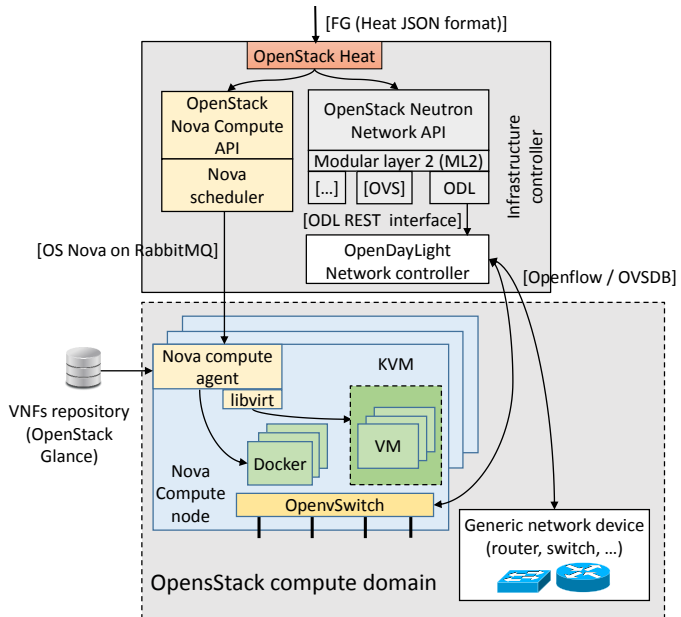 [FG (Heat JSON format)]
OpenStack Heat
OpenStack
Nova Compute
API
Nova
scheduler
OpenStack Neutron
Network API
Modular layer 2 (ML2)
[...]
[OVS]
ODL
Infrastructure
controller
[ODL REST interface]
[OS Nova on RabbitMQ]
OpenDayLight
Network controller
[Openflow / OVSDB]
Nova compute
agent
libvirt
KVM
VNFs repository
(OpenStack
Glance)
Docker
VM
Nova
Compute
node
OpenvSwitch
Generic network device
(router, switch, ...)
OpensStack compute domain